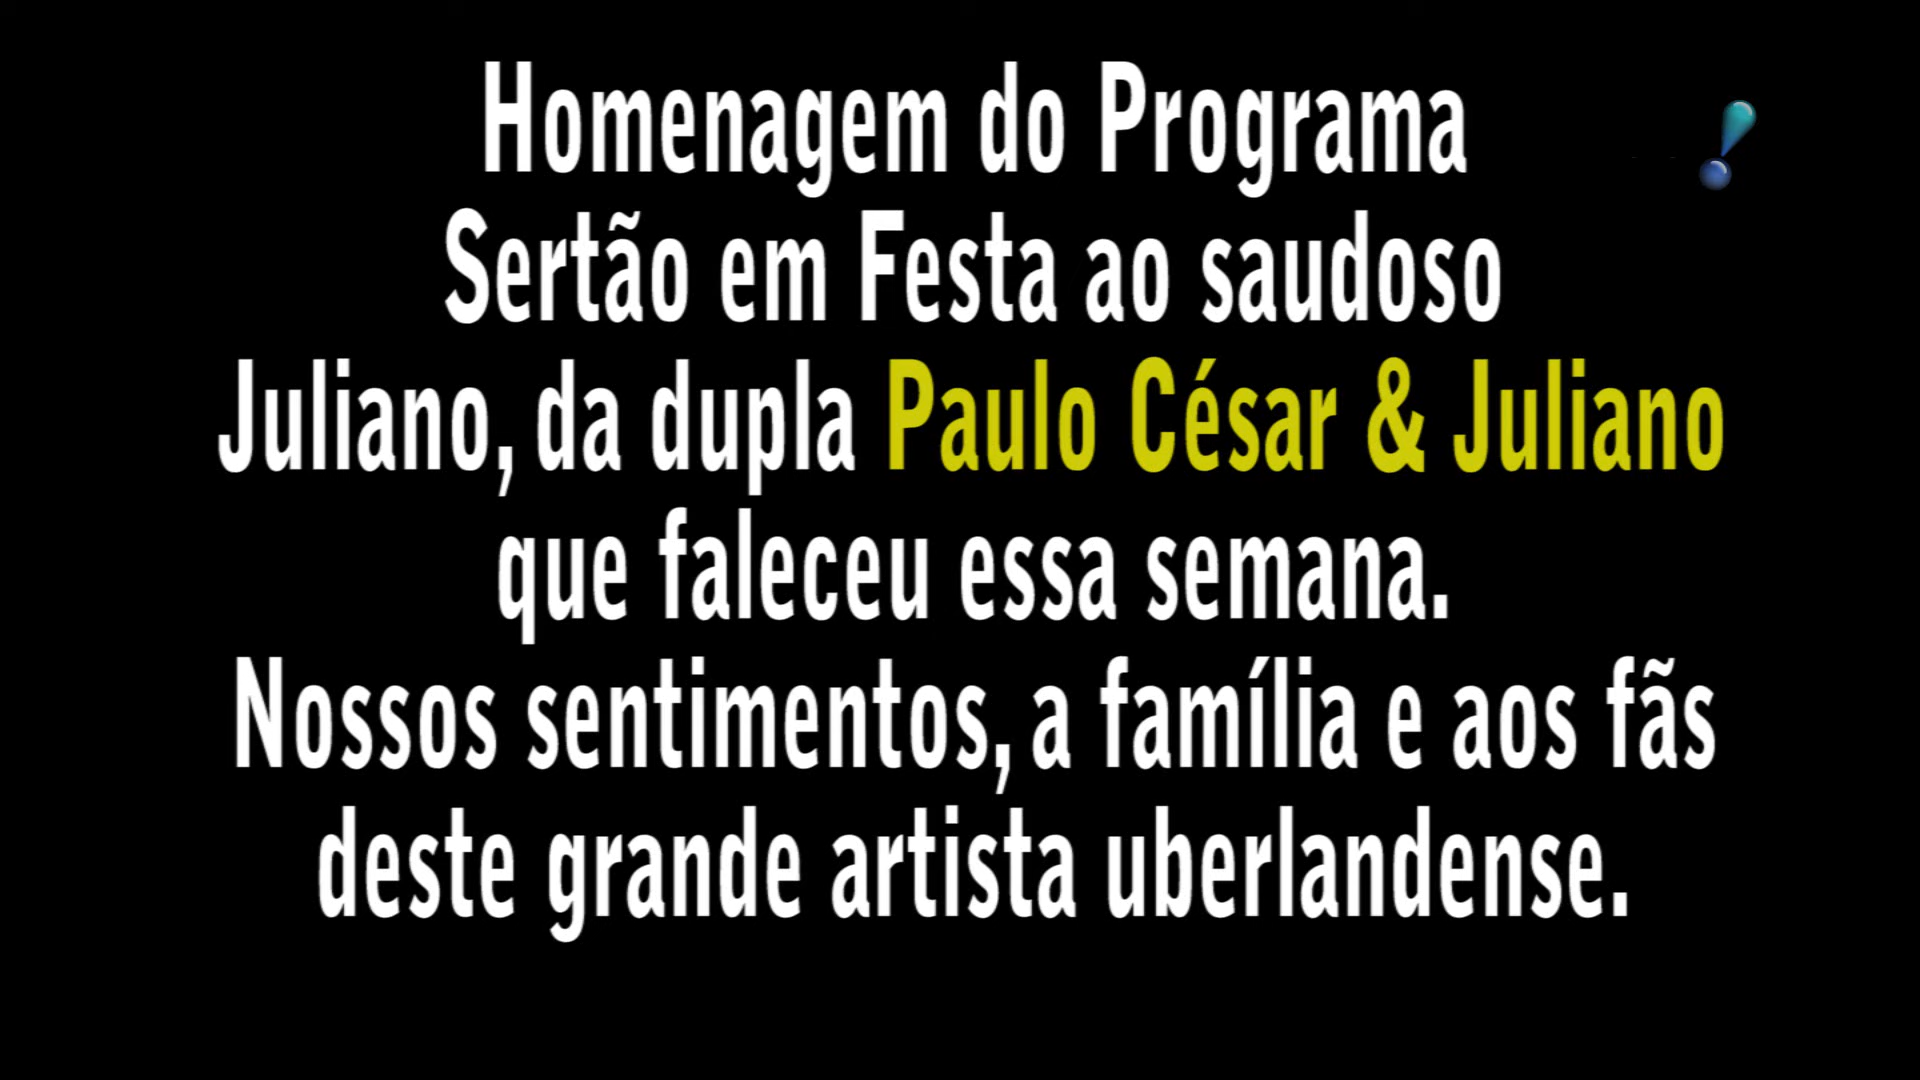 Homenagem do Programa
Sertão em Festa ao saudoso
Juliano, da dupla Paulo César & Juliano
que faleceu essa semana.
Nossos sentimentos, a família e aos fãs
deste grande artista uberlandense.